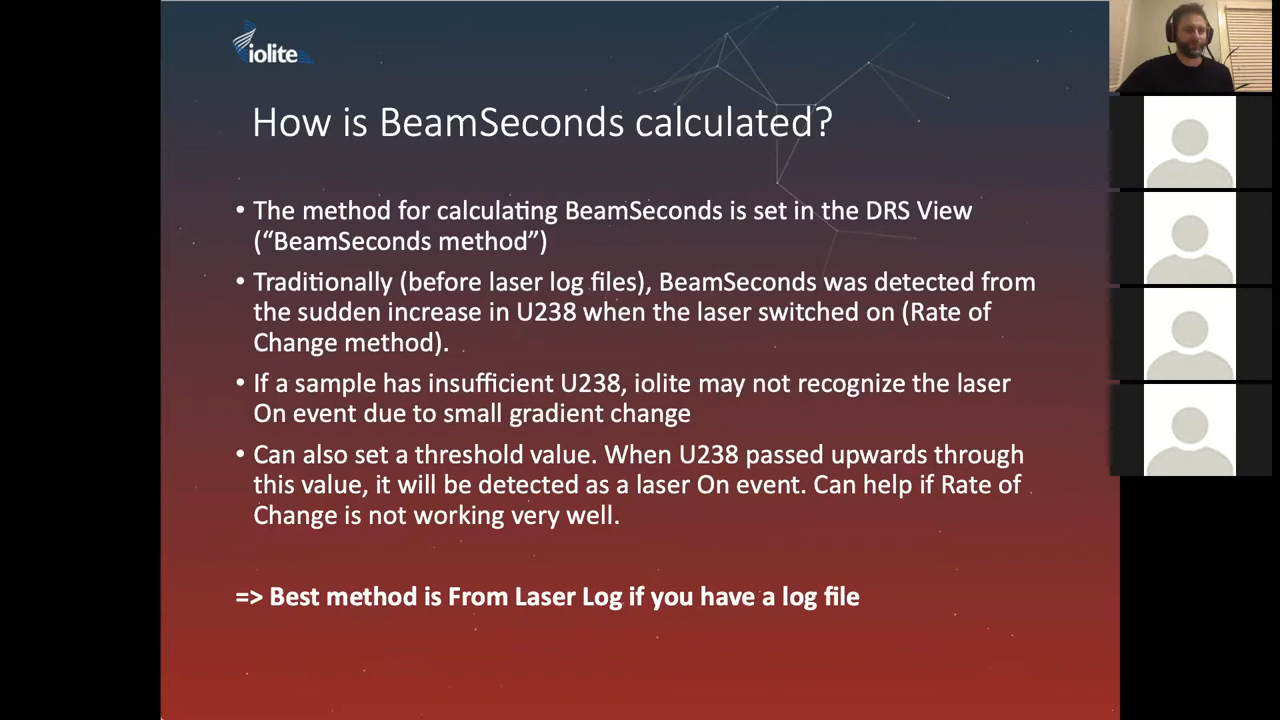 iolite
How is BeamSeconds calculated?
• The method for calculating BeamSeconds is set in the DRS View
(“BeamSeconds method”)
• Traditionally (before laser log files), BeamSeconds was detected from
the sudden increase in U238 when the laser switched on (Rate of
Change method).
• If a sample has insufficient U238, iolite may not recognize the laser
On event due to small gradient change
• Can also set a threshold value. When U238 passed upwards through
this value, it will be detected as a laser On event. Can help if Rate of
Change is not working very well.
=> Best method is From Laser Log if you have a log file